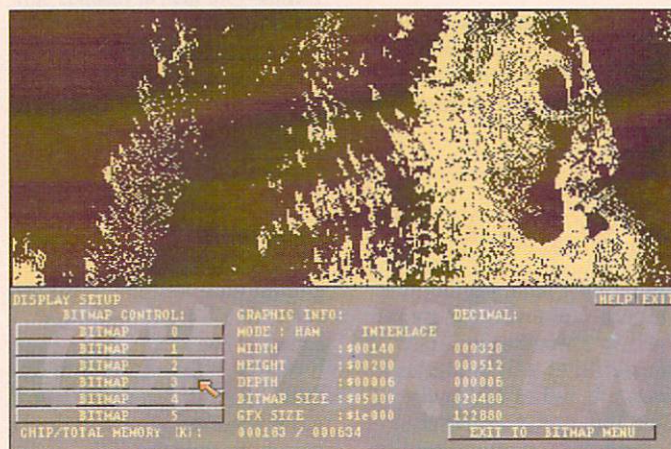 DISPLAY SETUP HELP EXIT
BITMAP CONTROL: GRAPHIC INFO: DECIMAL:
BITMAP 0 MODE : HAM INTERLACE
BITMAP 1 WIDTH :$00140 000320
BITMAP 2 HEIGHT :$00200 000512
BITMAP 3 DEPTH :$00006 000006
BITMAP 4 BITMAP SIZE :$05000 020480
BITMAP 5 GFX SIZE :$1e000 122880
CHIP/TOTAL MEMORY (K): 000163 / 000634 EXIT TO BITMAP MENU
CONVERTER